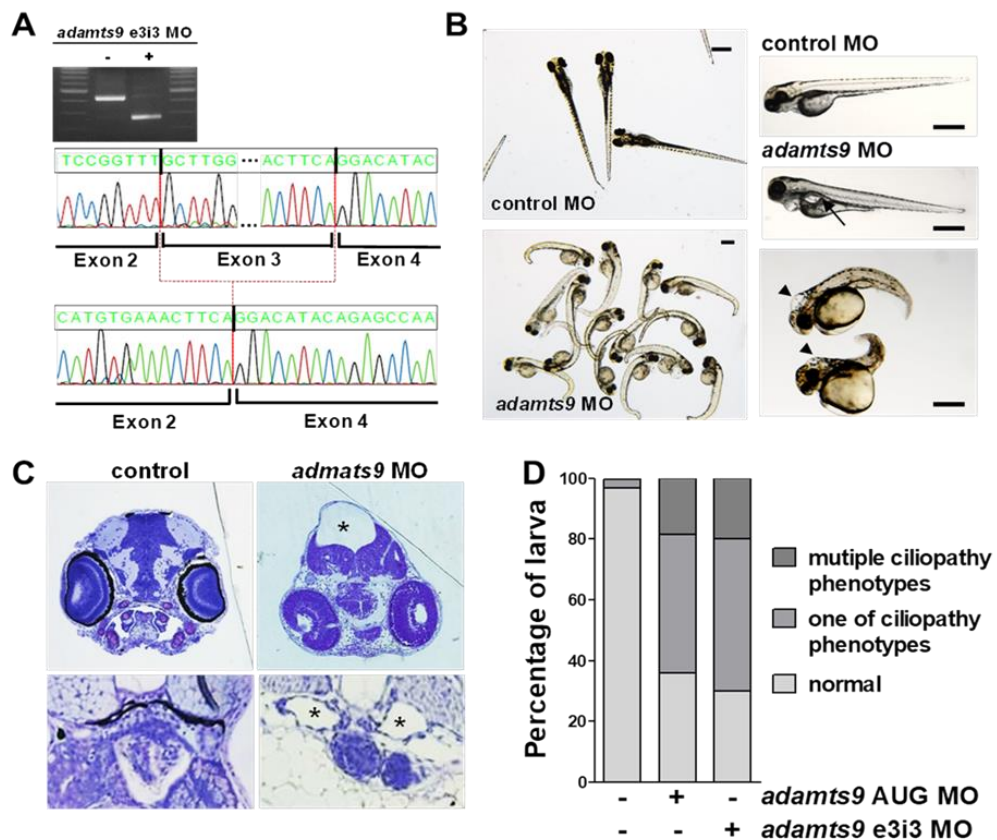 A
adamts9 e3i3 MO
- +
TCCGGTTTGCTTGG ... ACTTCAGGACATAC
Exon 2 Exon 3 Exon 4
CATGTGAAACTTCAGGACATACAGAGCCAA
Exon 2 Exon 4
B
control MO
adamts9 MO
control MO
adamts9 MO
C
control admats9 MO
* 
* *
D
Percentage of larva
100
80
60
40
20
0
mutiple ciliopathy
phenotypes
one of ciliopathy
phenotypes
normal
- + - adamts9 AUG MO
- - + adamts9 e3i3 MO